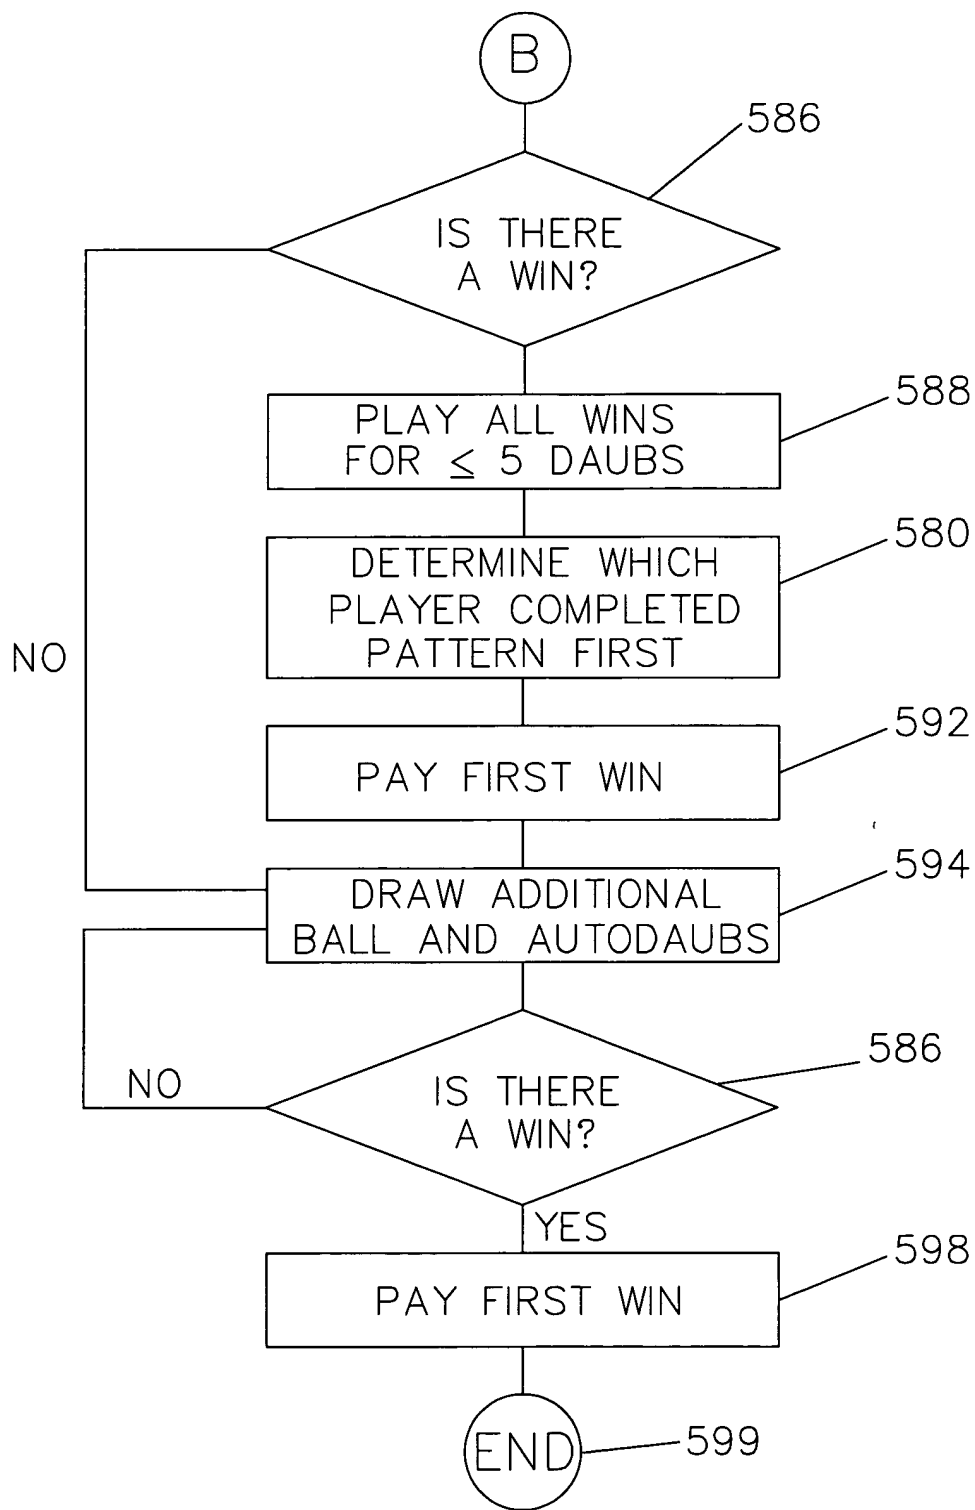 B
586
IS THERE
A WIN?
588
PLAY ALL WINS
FOR ≤ 5 DAUBS
580
DETERMINE WHICH
PLAYER COMPLETED
PATTERN FIRST
NO
592
PAY FIRST WIN
594
DRAW ADDITIONAL
BALL AND AUTODAUBS
586
NO
IS THERE
A WIN?
YES
598
PAY FIRST WIN
END
599